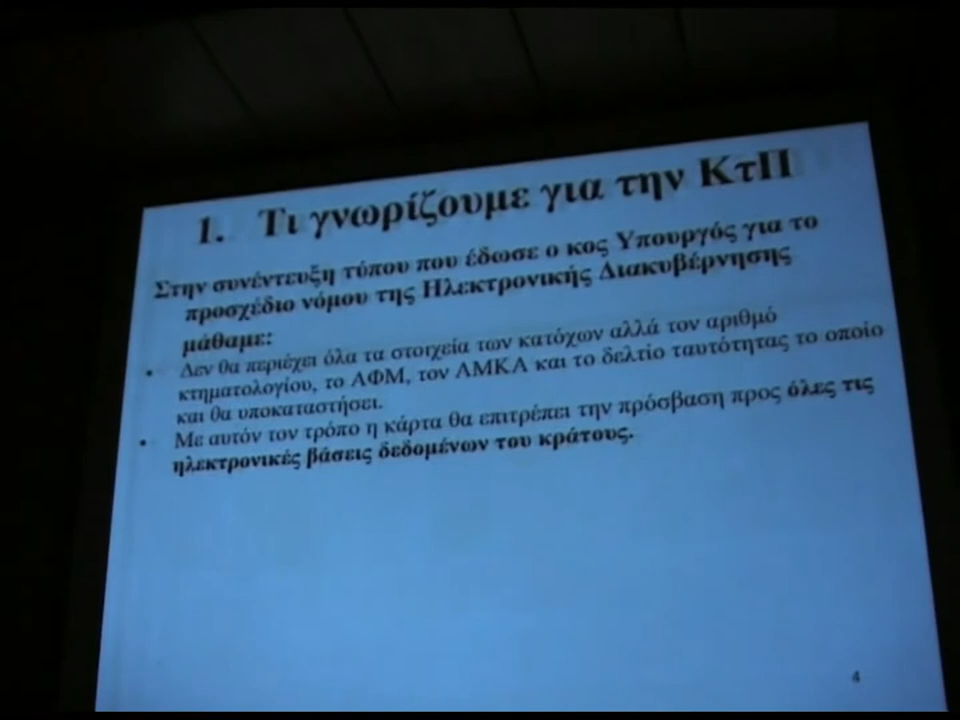 1. Τι γνωρίζουμε για την ΚτΠ
Στην συνέντευξη τύπου που έδωσε ο κος Υπουργός για το
προσχέδιο νόμου της Ηλεκτρονικής Διακυβέρνησης
μάθαμε:
• Δεν θα περιέχει όλα τα στοιχεία των κατόχων αλλά τον αριθμό
κτηματολογίου, το ΑΦΜ, τον ΑΜΚΑ και το δελτίο ταυτότητας το οποίο
και θα υποκαταστήσει.
• Με αυτόν τον τρόπο η κάρτα θα επιτρέπει την πρόσβαση προς όλες τις
ηλεκτρονικές βάσεις δεδομένων του κράτους.
4